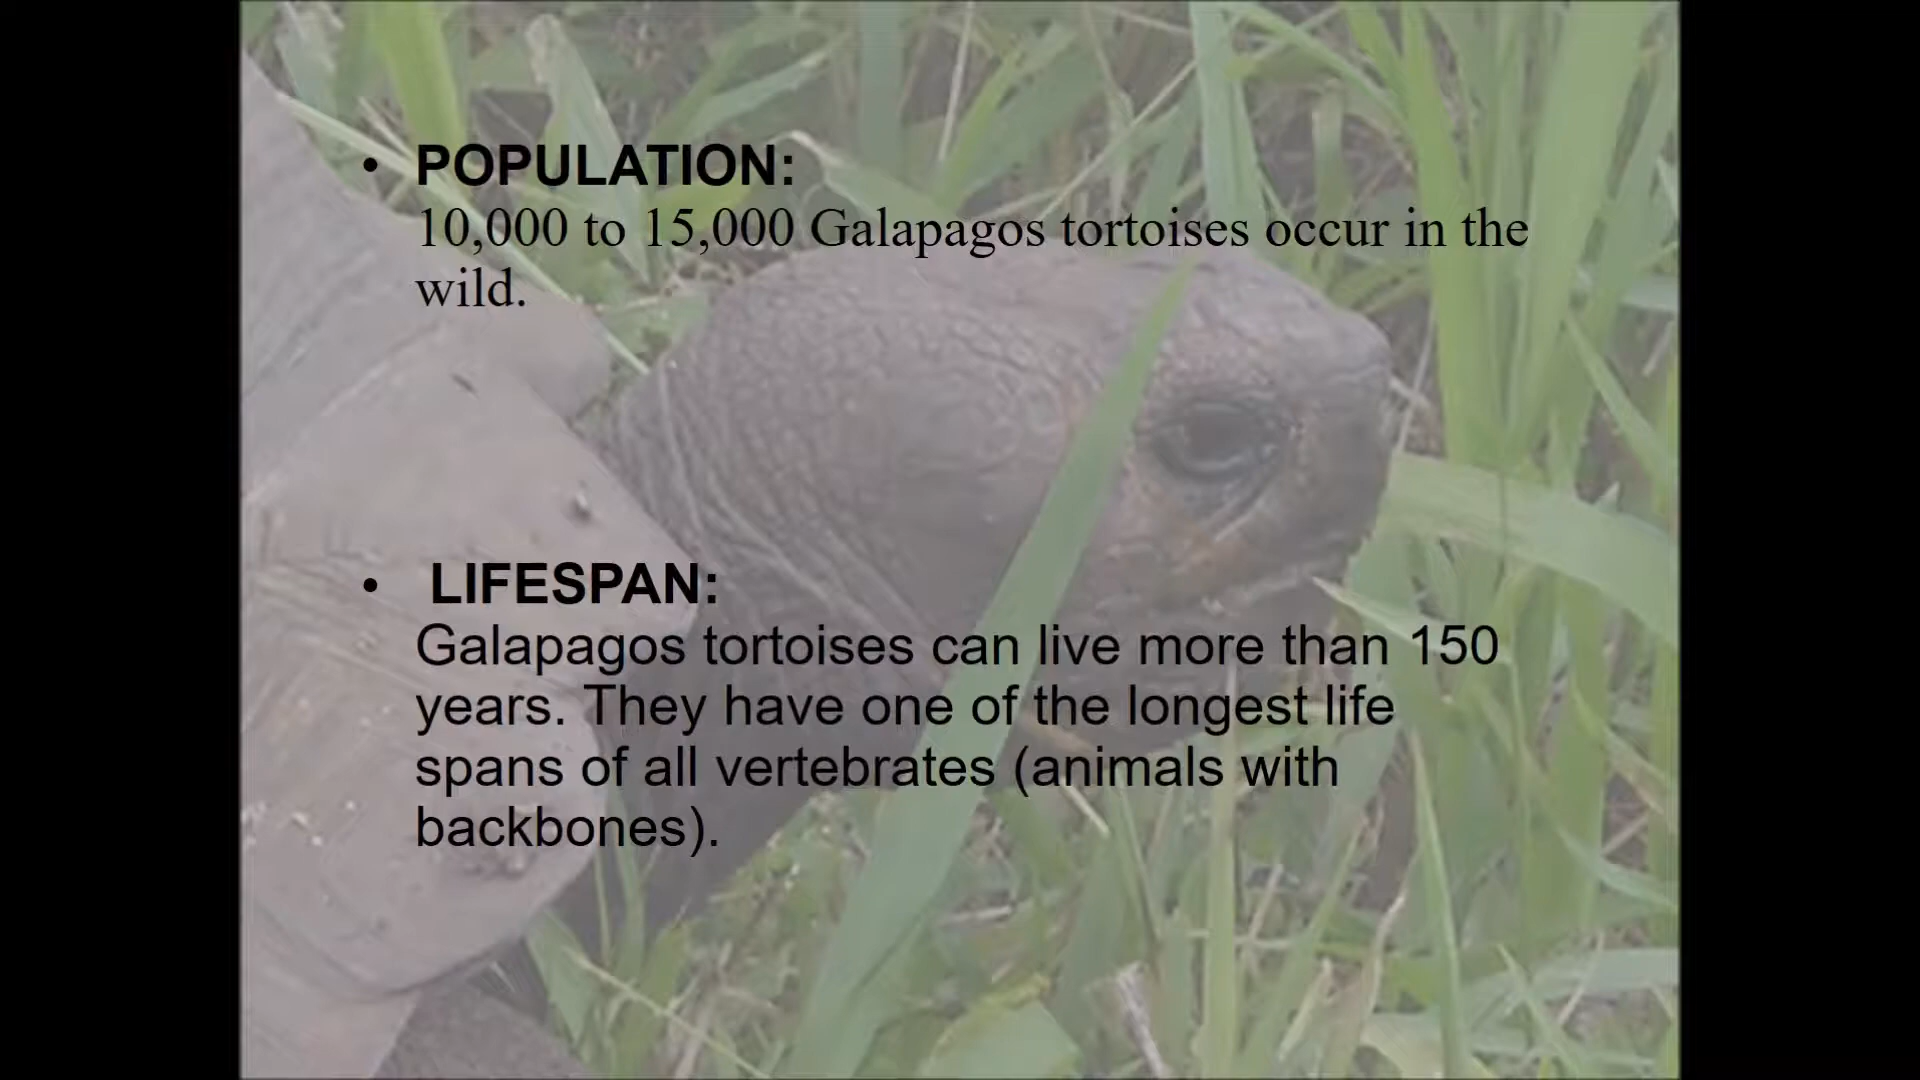 • POPULATION:
10,000 to 15,000 Galapagos tortoises occur in the
wild.
• LIFESPAN:
Galapagos tortoises can live more than 150
years. They have one of the longest life
spans of all vertebrates (animals with
backbones).